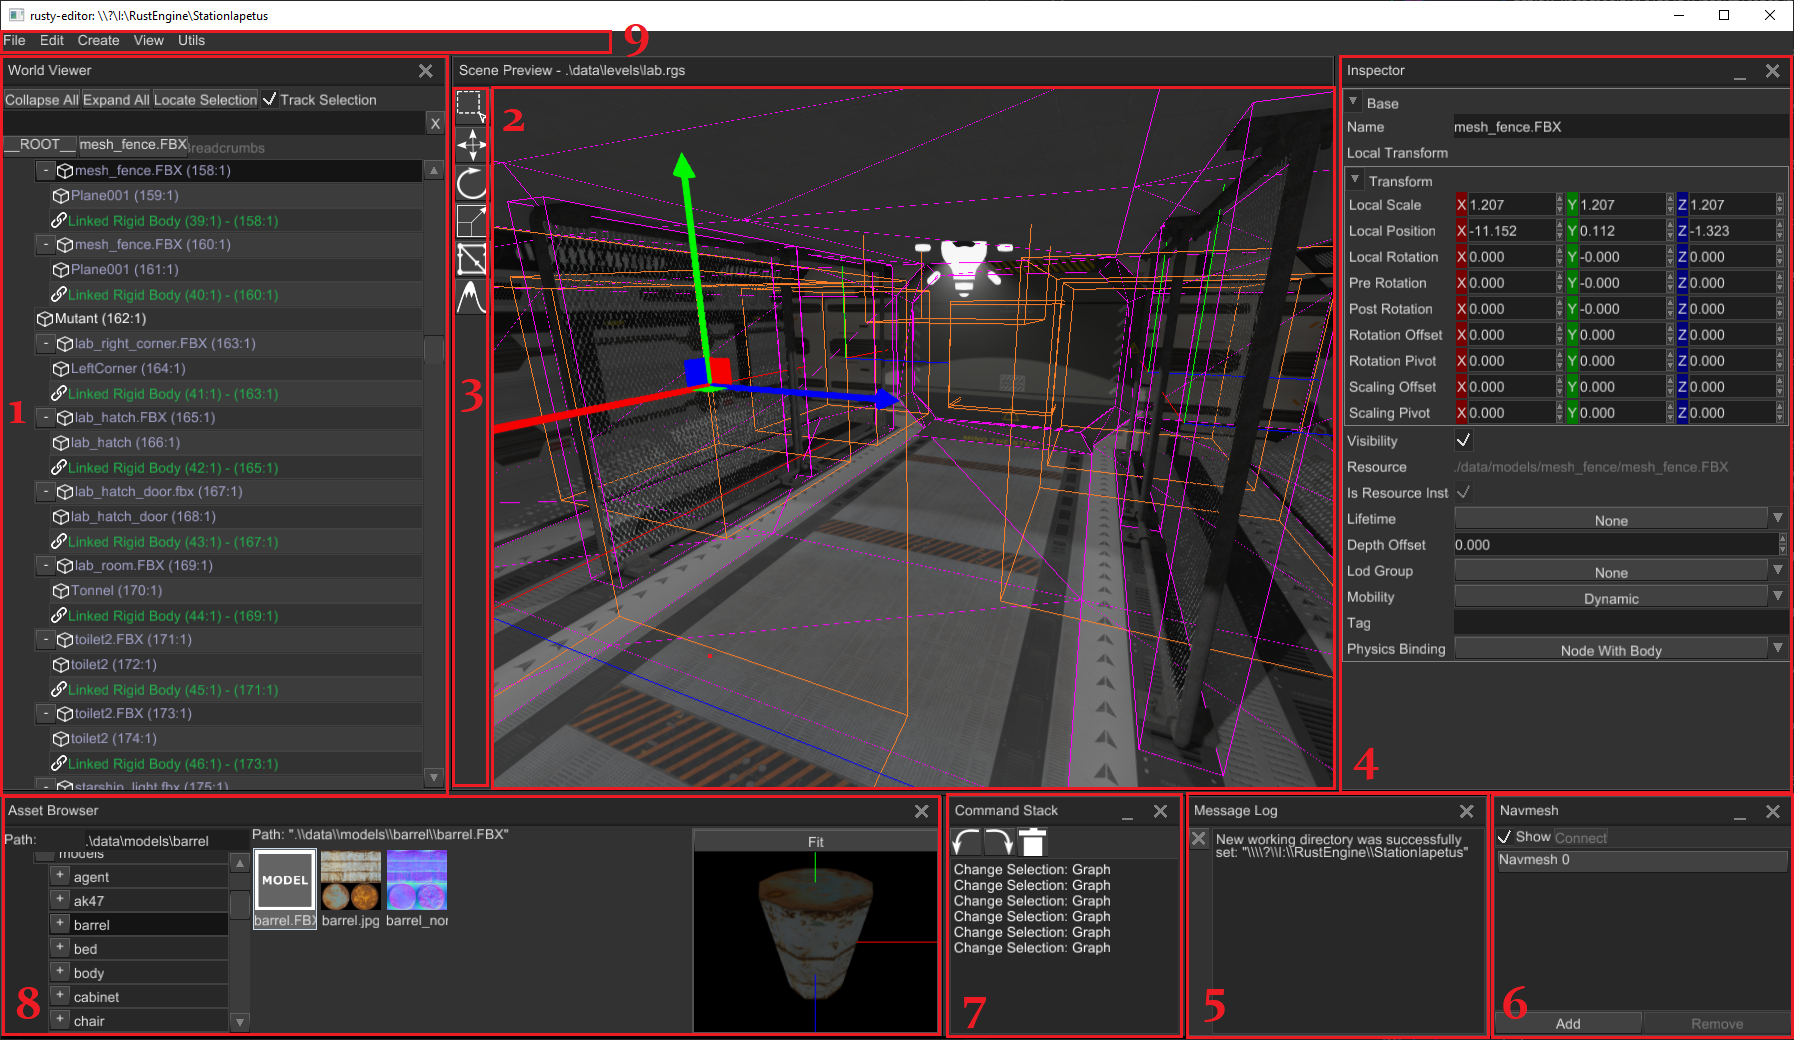 rusty-editor: \\?\I:\RustEngine\StationIapetus
File Edit Create View Utils
9
World Viewer
Collapse All Expand All Locate Selection Track Selection
X
__ROOT__ mesh_fence.FBX readcrumbs
- mesh_fence.FBX (158:1)
Plane001 (159:1)
Linked Rigid Body (39:1) - (158:1)
- mesh_fence.FBX (160:1)
Plane001 (161:1)
Linked Rigid Body (40:1) - (160:1)
Mutant (162:1)
- lab_right_corner.FBX (163:1)
LeftCorner (164:1)
Linked Rigid Body (41:1) - (163:1)
- lab_hatch.FBX (165:1)
lab_hatch (166:1)
Linked Rigid Body (42:1) - (165:1)
- lab_hatch_door.fbx (167:1)
lab_hatch_door (168:1)
Linked Rigid Body (43:1) - (167:1)
- lab_room.FBX (169:1)
Tonnel (170:1)
Linked Rigid Body (44:1) - (169:1)
- toilet2.FBX (171:1)
toilet2 (172:1)
Linked Rigid Body (45:1) - (171:1)
- toilet2.FBX (173:1)
toilet2 (174:1)
Linked Rigid Body (46:1) - (173:1)
- starship_light.fbx (175:1)
1
Scene Preview - .\data\levels\lab.rgs
2
3
Inspector
Base
Name mesh_fence.FBX
Local Transform
Transform
Local Scale X 1.207 Y 1.207 Z 1.207
Local Position X -11.152 Y 0.112 Z -1.323
Local Rotation X 0.000 Y -0.000 Z 0.000
Pre Rotation X 0.000 Y -0.000 Z 0.000
Post Rotation X 0.000 Y -0.000 Z 0.000
Rotation Offset X 0.000 Y 0.000 Z 0.000
Rotation Pivot X 0.000 Y 0.000 Z 0.000
Scaling Offset X 0.000 Y 0.000 Z 0.000
Scaling Pivot X 0.000 Y 0.000 Z 0.000
Visibility
Resource ./data/models/mesh_fence/mesh_fence.FBX
Is Resource Inst
Lifetime None
Depth Offset 0.000
Lod Group None
Mobility Dynamic
Tag
Physics Binding Node With Body
4
Asset Browser
Path: .\data\models\barrel
models
+ agent
+ ak47
+ barrel
+ bed
+ body
+ cabinet
+ chair
8
Path: ".\\data\\models\\barrel\\barrel.FBX"
MODEL
barrel.FBX barrel.jpg barrel_nor
Fit
Command Stack
Change Selection: Graph
Change Selection: Graph
Change Selection: Graph
Change Selection: Graph
Change Selection: Graph
Change Selection: Graph
7
Message Log
New working directory was successfully
set: "\\\\?\\I:\\RustEngine\\StationIapetus"
5
Navmesh
Show Connect
Navmesh 0
6
Add Remove